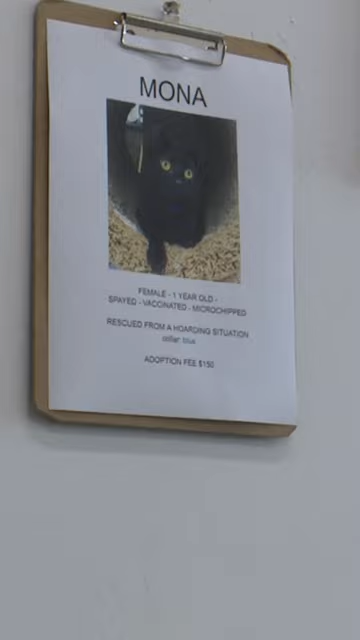 MONA
FEMALE - 1 YEAR OLD -
SPAYED - VACCINATED - MICROCHIPPED
RESCUED FROM A HOARDING SITUATION
collar: blue
ADOPTION FEE $150